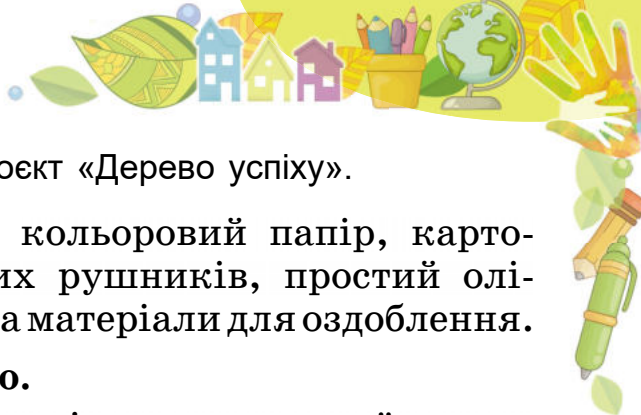 оєкт «Дерево успіху».
кольоровий папір, карто-
их рушників, простий олі-
а матеріали для оздоблення.
о.